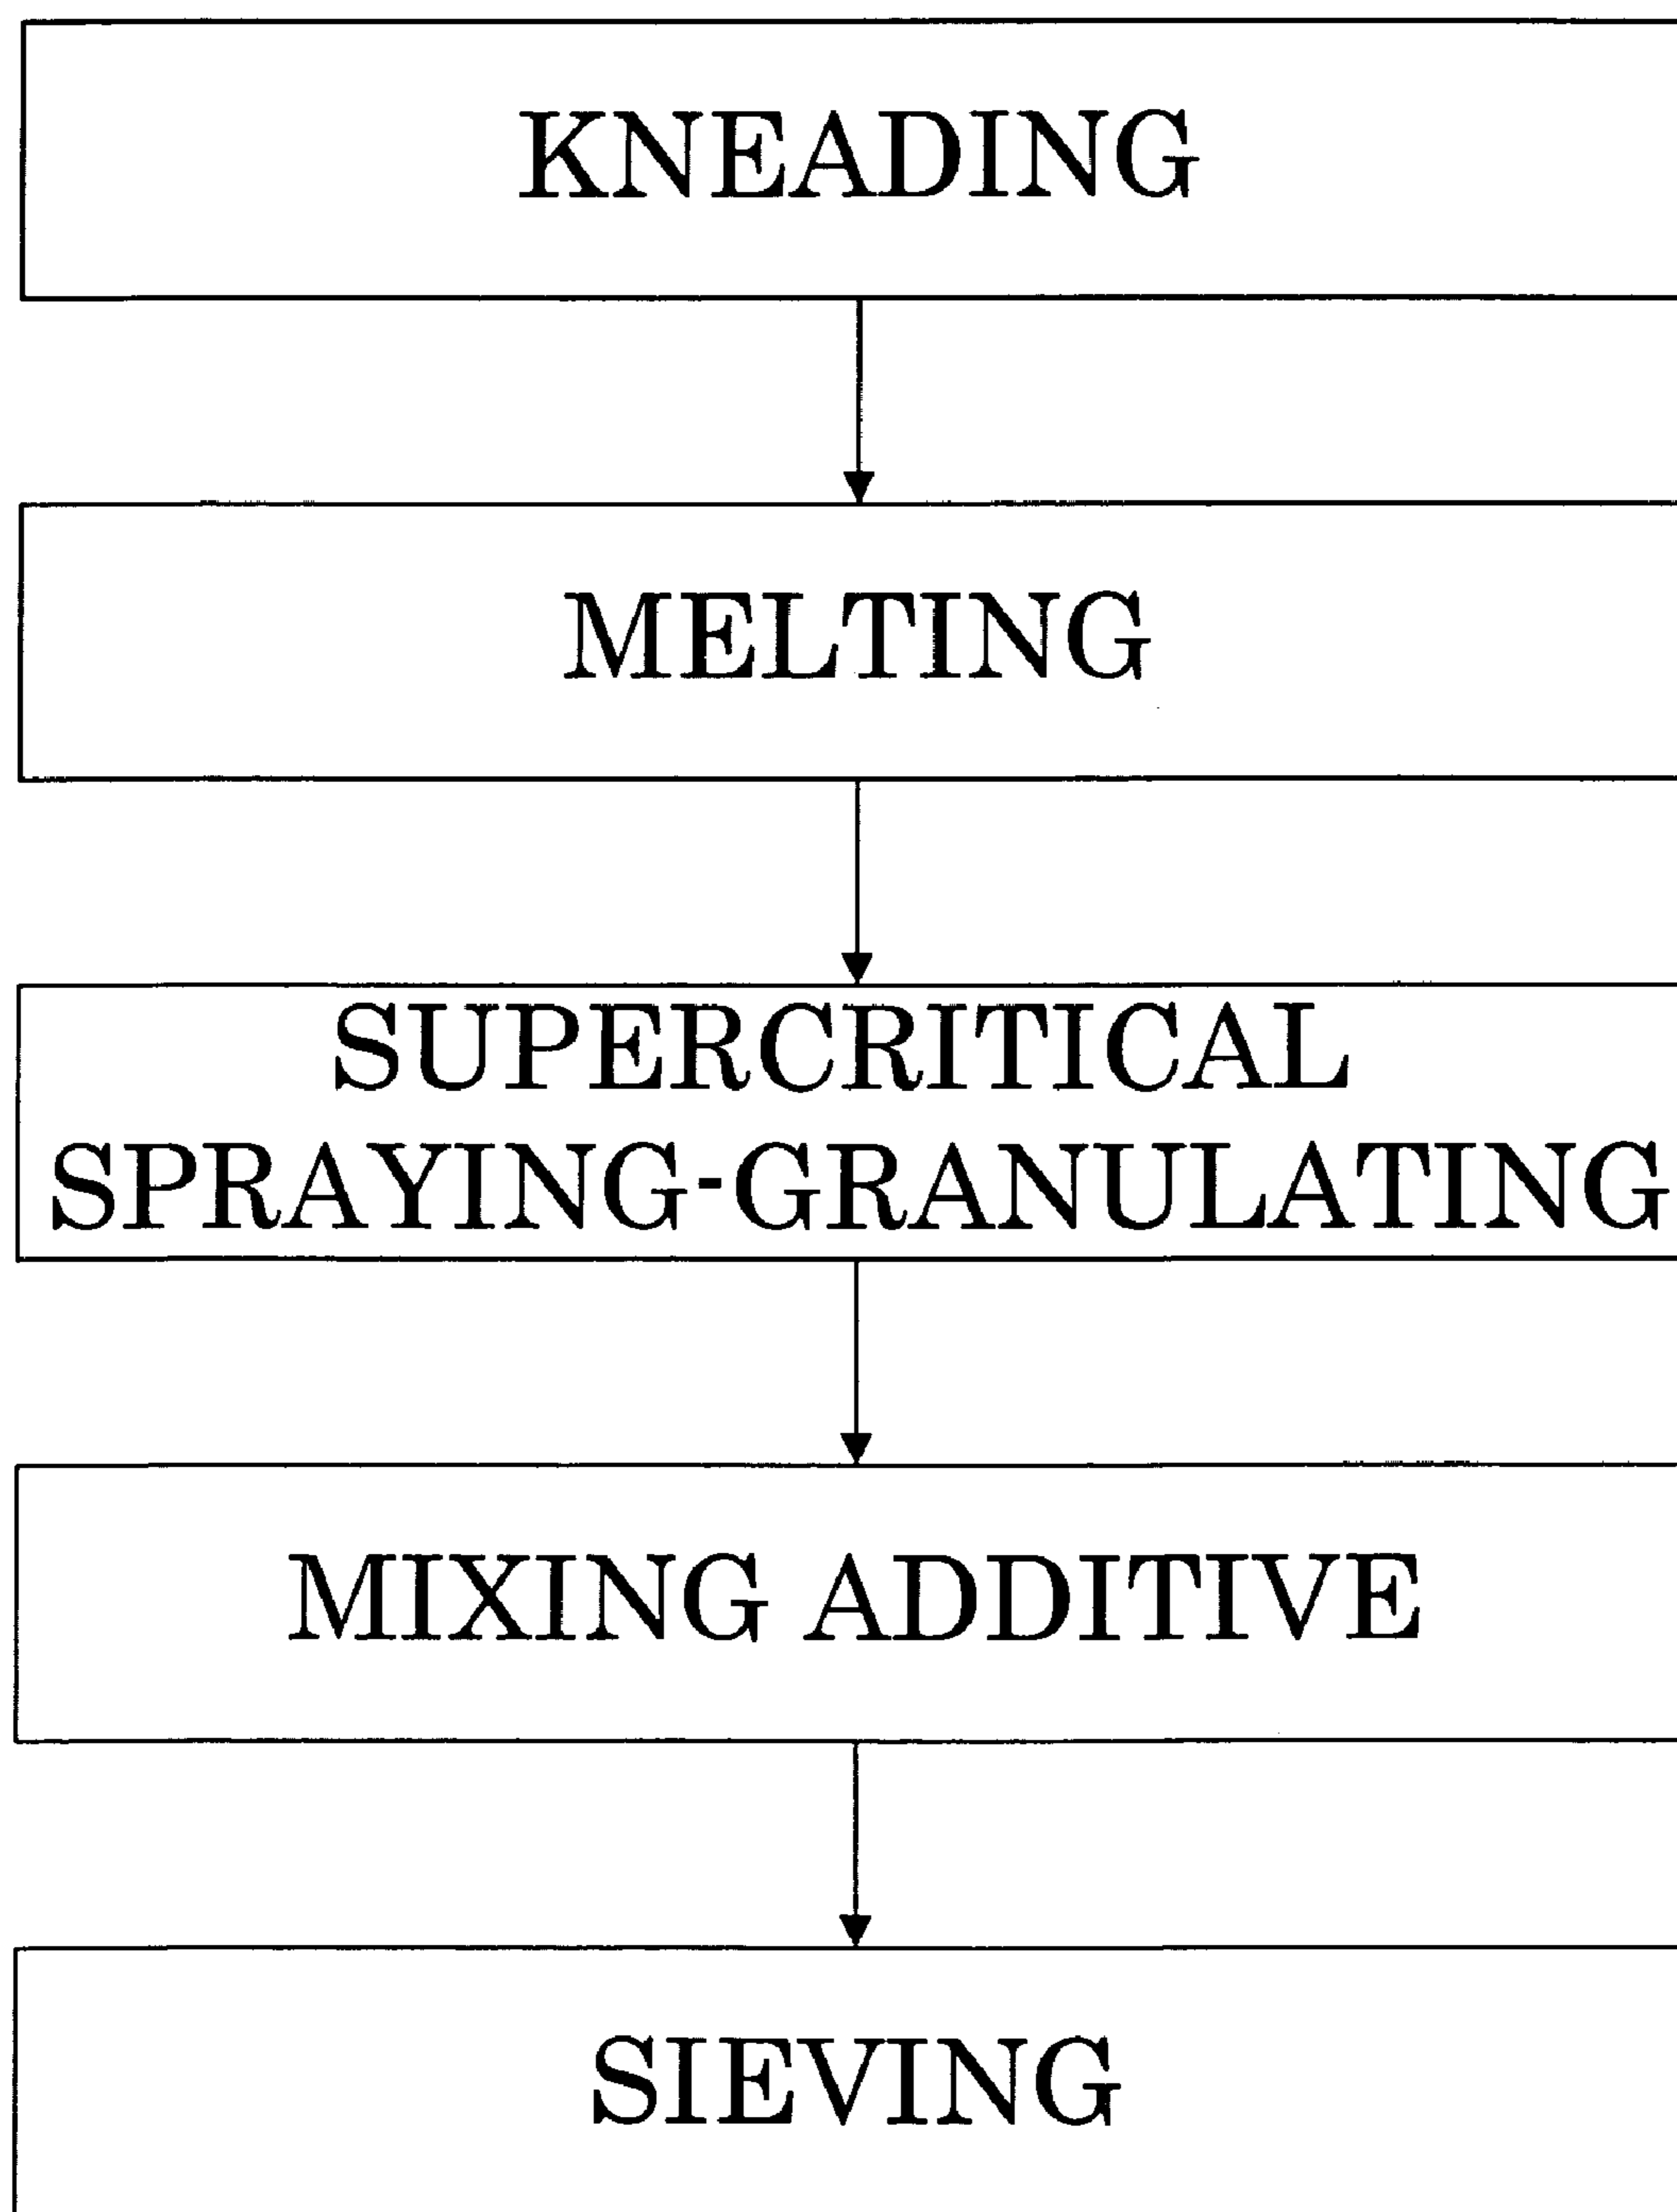 KNEADING
MELTING
SUPERCRITICAL
SPRAYING-GRANULATING
MIXING ADDITIVE
SIEVING